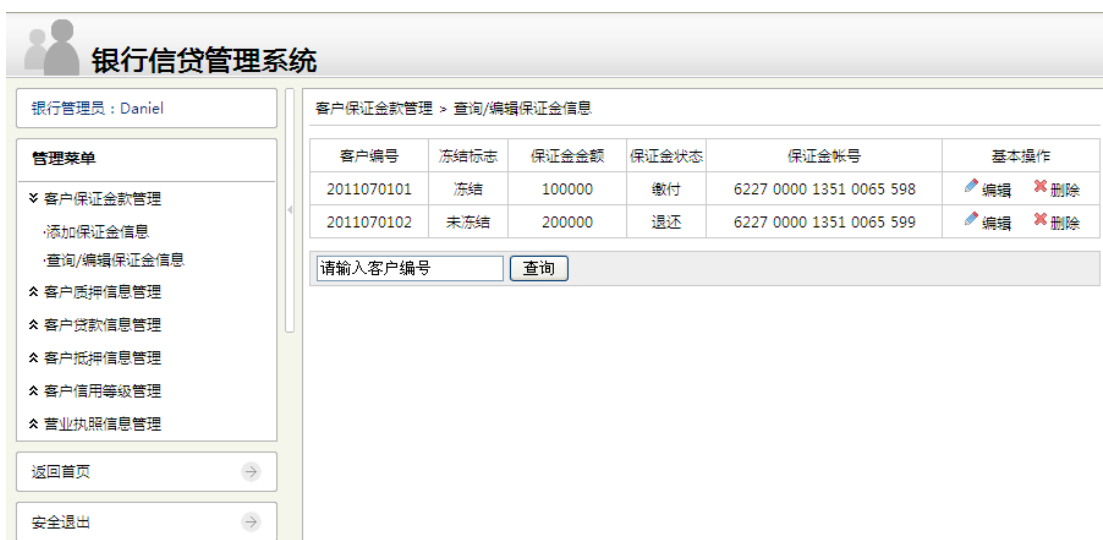 银行信贷管理系统
银行管理员：Daniel
管理菜单
客户保证金款管理
·添加保证金信息
·查询/编辑保证金信息
客户质押信息管理
客户贷款信息管理
客户抵押信息管理
客户信用等级管理
营业执照信息管理
返回首页
安全退出
客户保证金款管理 > 查询/编辑保证金信息
客户编号 冻结标志 保证金金额 保证金状态 保证金帐号 基本操作
2011070101 冻结 100000 缴付 6227 0000 1351 0065 598 编辑 删除
2011070102 未冻结 200000 退还 6227 0000 1351 0065 599 编辑 删除
请输入客户编号 查询